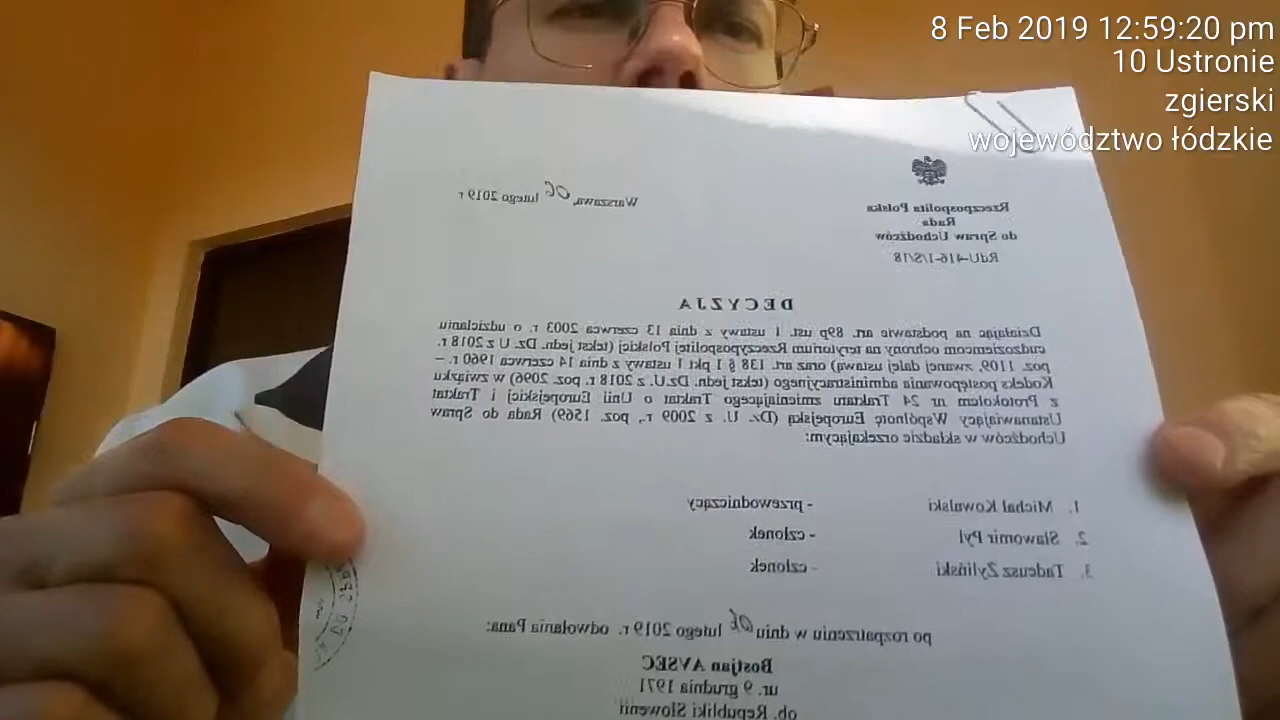 8 Feb 2019 12:59:20 pm
10 Ustronie
zgierski
województwo łódzkie
Rzeczpospolita Polska
Rada
do Spraw Uchodźców
RdU-416-1/S/18
Warszawa, 06 lutego 2019 r
DECYZJA
Działając na podstawie art. 89p ust. 1 ustawy z dnia 13 czerwca 2003 r. o udzielaniu
cudzoziemcom ochrony na terytorium Rzeczypospolitej Polskiej (tekst jedn. Dz. U z 2018 r.
poz. 1109, zwanej dalej ustawą) oraz art. 138 § 1 pkt 1 ustawy z dnia 14 czerwca 1960 r. –
Kodeks postępowania administracyjnego (tekst jedn. Dz.U. z 2018 r. poz. 2096) w związku
z Protokołem nr 24 Traktatu zmieniającego Traktat o Unii Europejskiej i Traktat
Ustanawiający Wspólnotę Europejską (Dz. U. z 2009 r., poz. 1569) Rada do Spraw
Uchodźców w składzie orzekającym:
1. Michał Kowalski - przewodniczący
2. Sławomir Pyl - członek
3. Tadeusz Żyliński - członek
po rozpatrzeniu w dniu 06 lutego 2019 r. odwołania Pana:
Bostjan AVSEC
ur. 9 grudnia 1971
ob. Republiki Słowenii